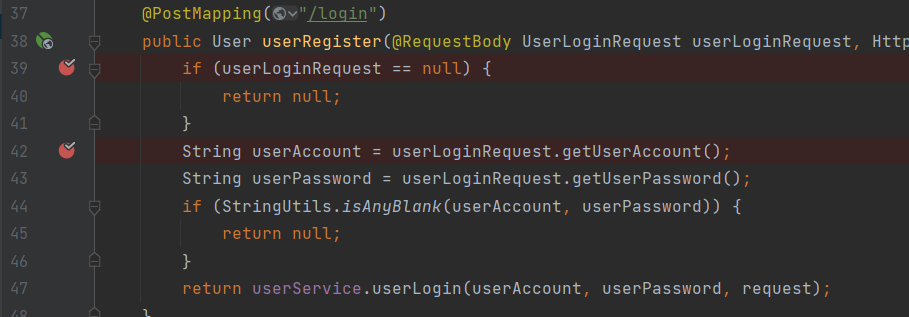 37 @PostMapping("/login")
38 public User userRegister(@RequestBody UserLoginRequest userLoginRequest, Http
39 if (userLoginRequest == null) {
40 return null;
41 }
42 String userAccount = userLoginRequest.getUserAccount();
43 String userPassword = userLoginRequest.getUserPassword();
44 if (StringUtils.isAnyBlank(userAccount, userPassword)) {
45 return null;
46 }
47 return userService.userLogin(userAccount, userPassword, request);
48 }